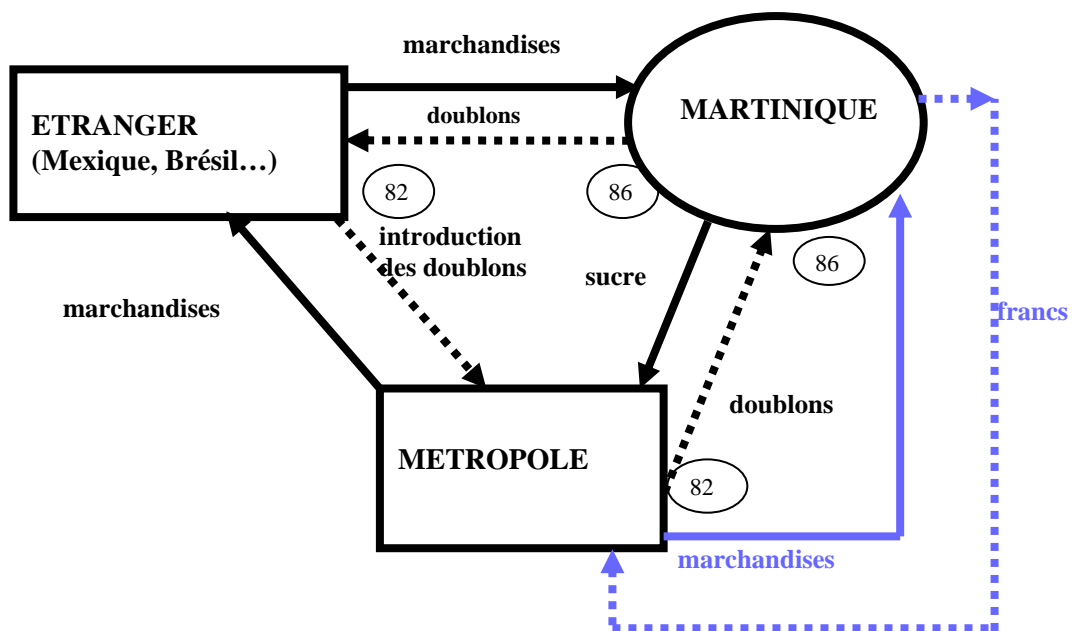 marchandises
ETRANGER
(Mexique, Brésil…)
doublons
MARTINIQUE
82
86
introduction
des doublons
86
sucre
marchandises
francs
doublons
METROPOLE
82
marchandises